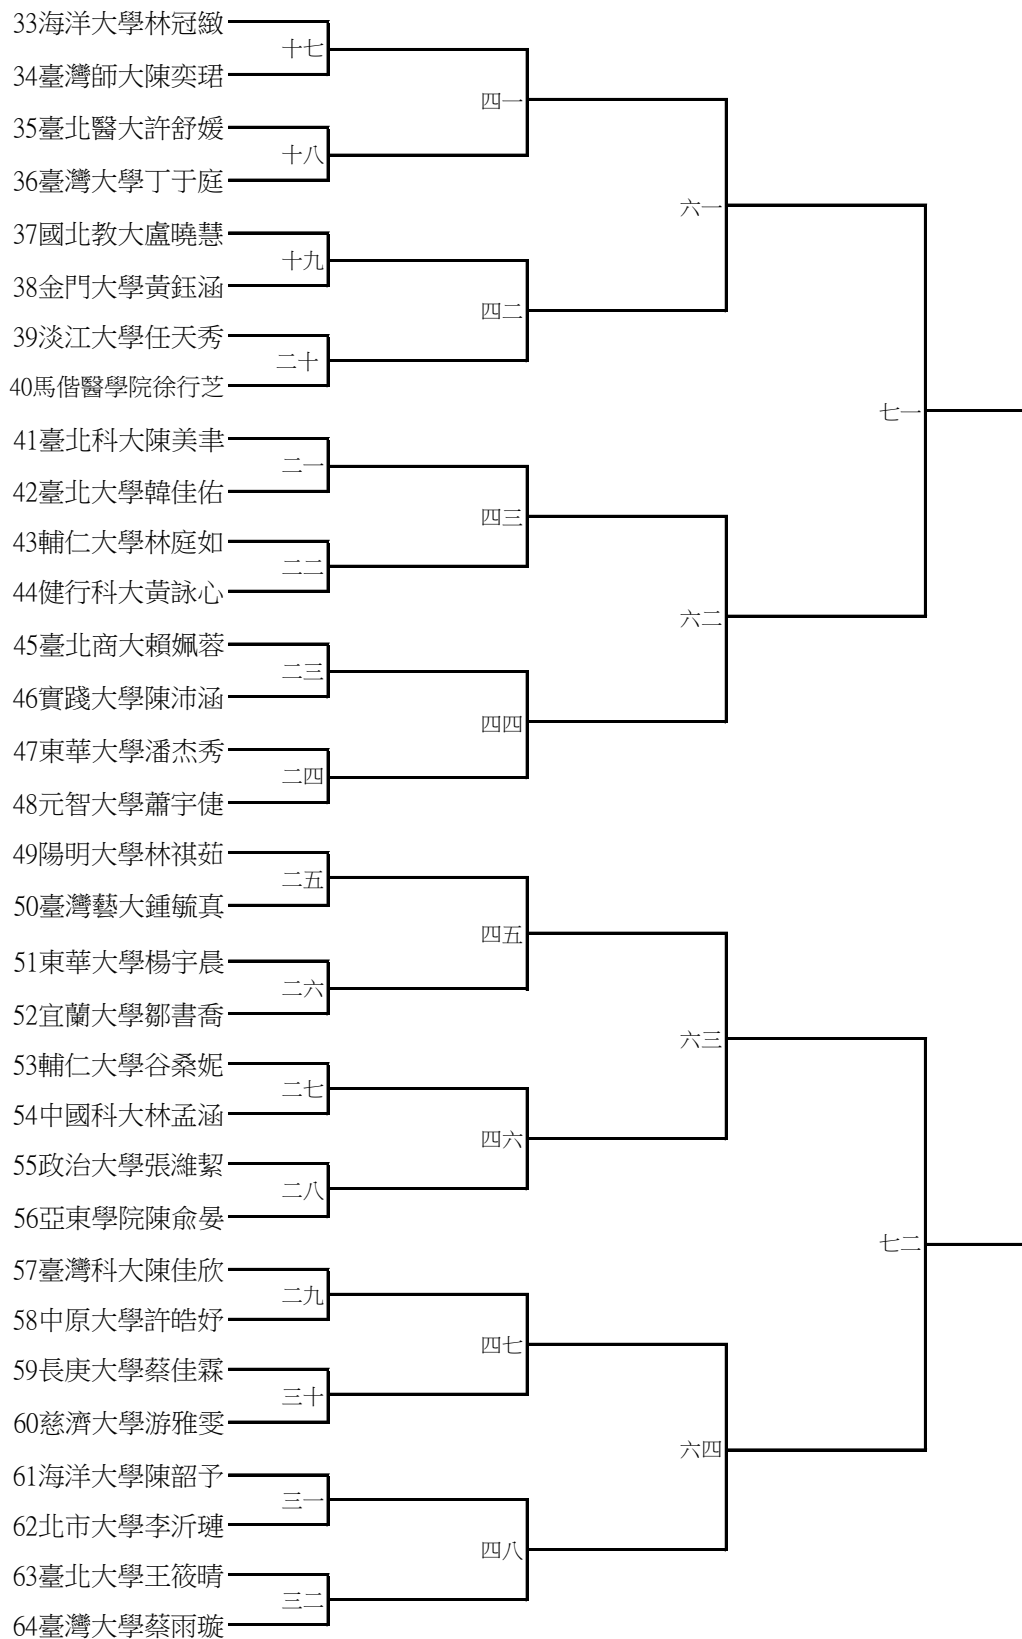 33海洋大學林冠緻
十七
34臺灣師大陳奕珺
四一
35臺北醫大許舒媛
十八
36臺灣大學丁于庭
六一
37國北教大盧曉慧
十九
38金門大學黃鈺涵
四二
39淡江大學任天秀
二十
40馬偕醫學院徐行芝
七一
41臺北科大陳美聿
二一
42臺北大學韓佳佑
四三
43輔仁大學林庭如
二二
44健行科大黃詠心
六二
45臺北商大賴姵蓉
二三
46實踐大學陳沛涵
四四
47東華大學潘杰秀
二四
48元智大學蕭宇倢
49陽明大學林祺茹
二五
50臺灣藝大鍾毓真
四五
51東華大學楊宇晨
二六
52宜蘭大學鄒書喬
六三
53輔仁大學谷桑妮
二七
54中國科大林孟涵
四六
55政治大學張濰絜
二八
56亞東學院陳俞晏
七二
57臺灣科大陳佳欣
二九
58中原大學許皓妤
四七
59長庚大學蔡佳霖
三十
60慈濟大學游雅雯
六四
61海洋大學陳韶予
三一
62北市大學李沂璉
四八
63臺北大學王筱晴
三二
64臺灣大學蔡雨璇